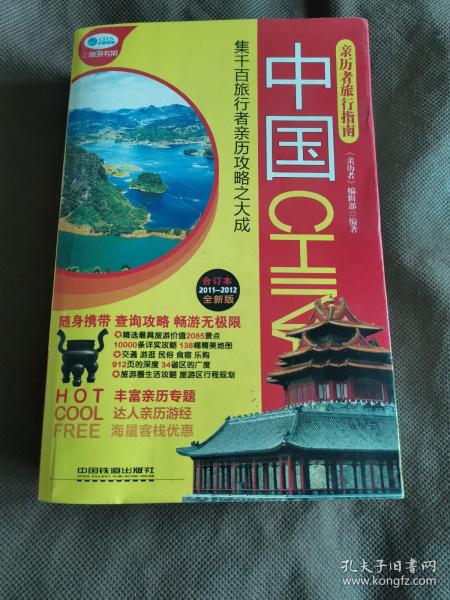 CITS
亲历者旅行指南
中国
CHINA
《亲历者》编辑部 编著
集千百旅行者亲历攻略之大成
合订本
2011—2012
全新版
随身携带 查询攻略 畅游无极限
精选最具旅游价值2085景点
10000条详实攻略 138幅精美地图
交通 游逛 民俗 食宿 乐购
912页的深度 34省区的广度
旅游圈生活攻略 旅游区行程规划
HOT 丰富亲历专题
COOL 达人亲历游经
FREE 海量客栈优惠
中国铁道出版社
CHINA RAILWAY PUBLISHING HOUSE
孔夫子旧书网
www.kongfz.com